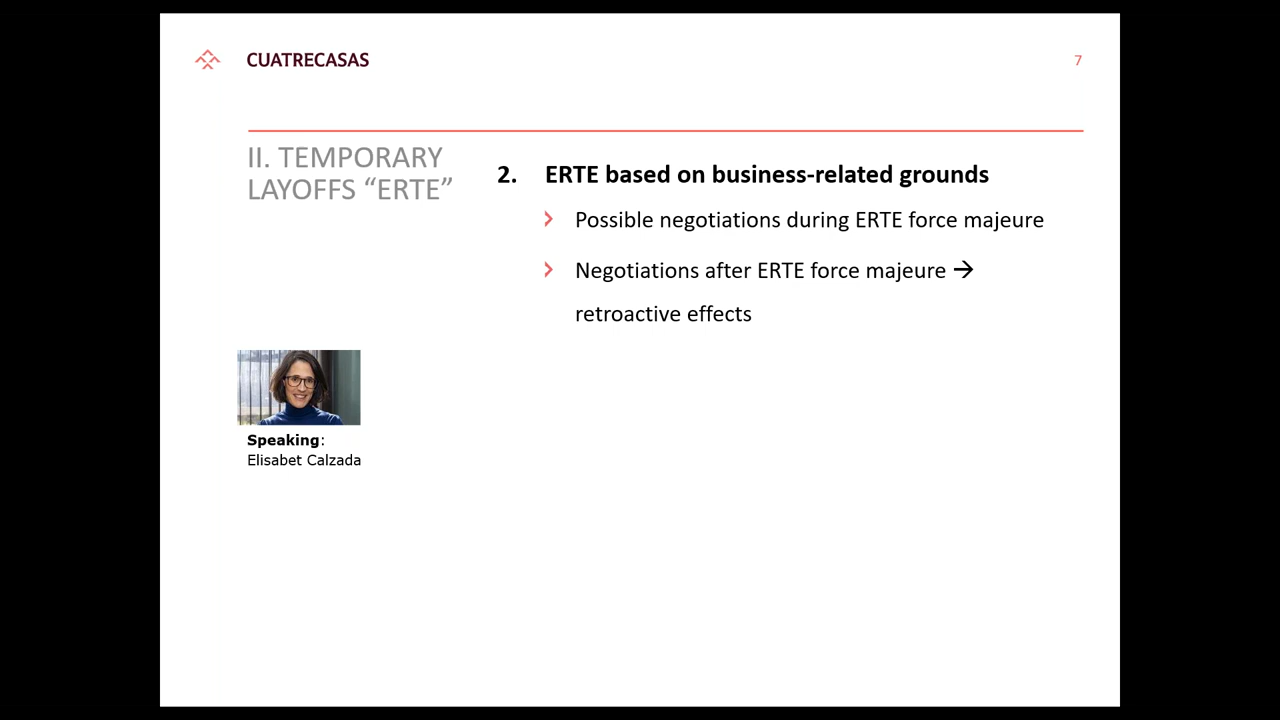 CUATRECASAS
7
II. TEMPORARY
LAYOFFS “ERTE”
2. ERTE based on business-related grounds
Possible negotiations during ERTE force majeure
Negotiations after ERTE force majeure →
retroactive effects
Speaking:
Elisabet Calzada